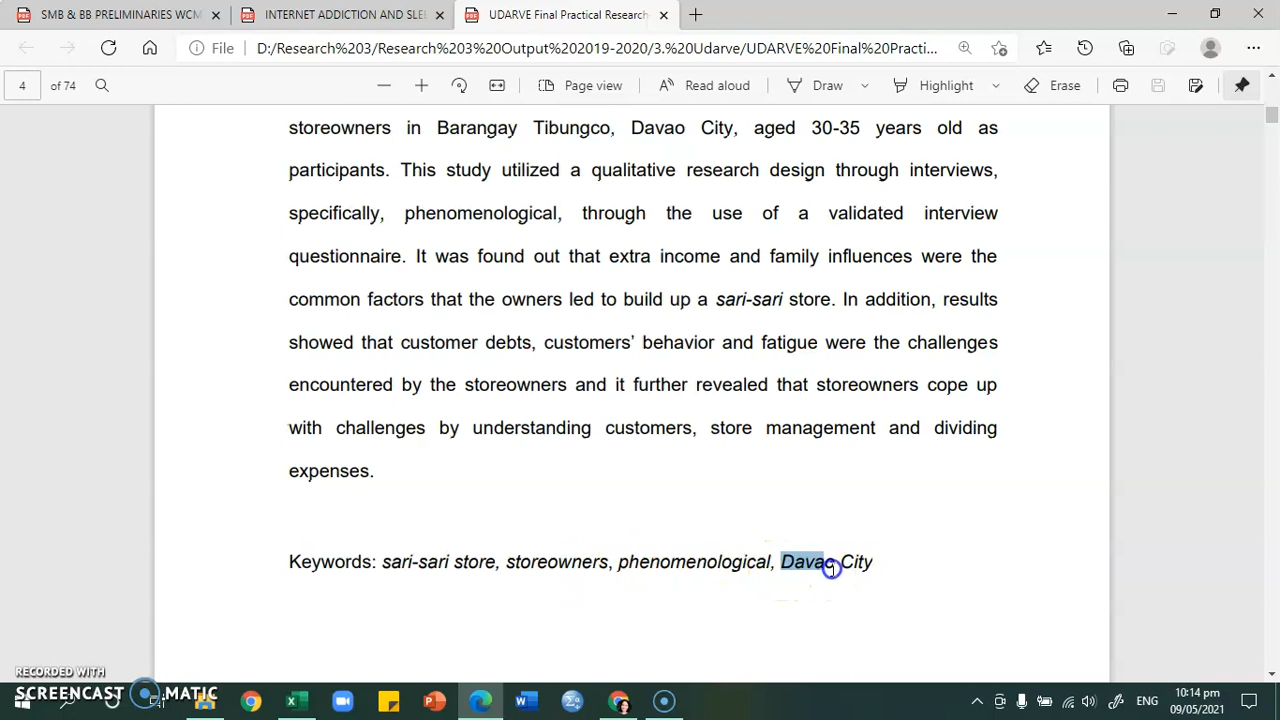 SMB & BB PRELIMINARIES WCM
INTERNET ADDICTION AND SLE
UDARVE Final Practical Research
File
D:/Research%203/Research%203%20Output%202019-2020/3.%20Udarve/UDARVE%20Final%20Practi...
4 of 74
Page view
Read aloud
Draw
Highlight
Erase
storeowners in Barangay Tibungco, Davao City, aged 30-35 years old as
participants. This study utilized a qualitative research design through interviews,
specifically, phenomenological, through the use of a validated interview
questionnaire. It was found out that extra income and family influences were the
common factors that the owners led to build up a sari-sari store. In addition, results
showed that customer debts, customers' behavior and fatigue were the challenges
encountered by the storeowners and it further revealed that storeowners cope up
with challenges by understanding customers, store management and dividing
expenses.
Keywords: sari-sari store, storeowners, phenomenological, Davao City
RECORDED WITH
SCREENCAST MATIC
ENG
10:14 pm
09/05/2021